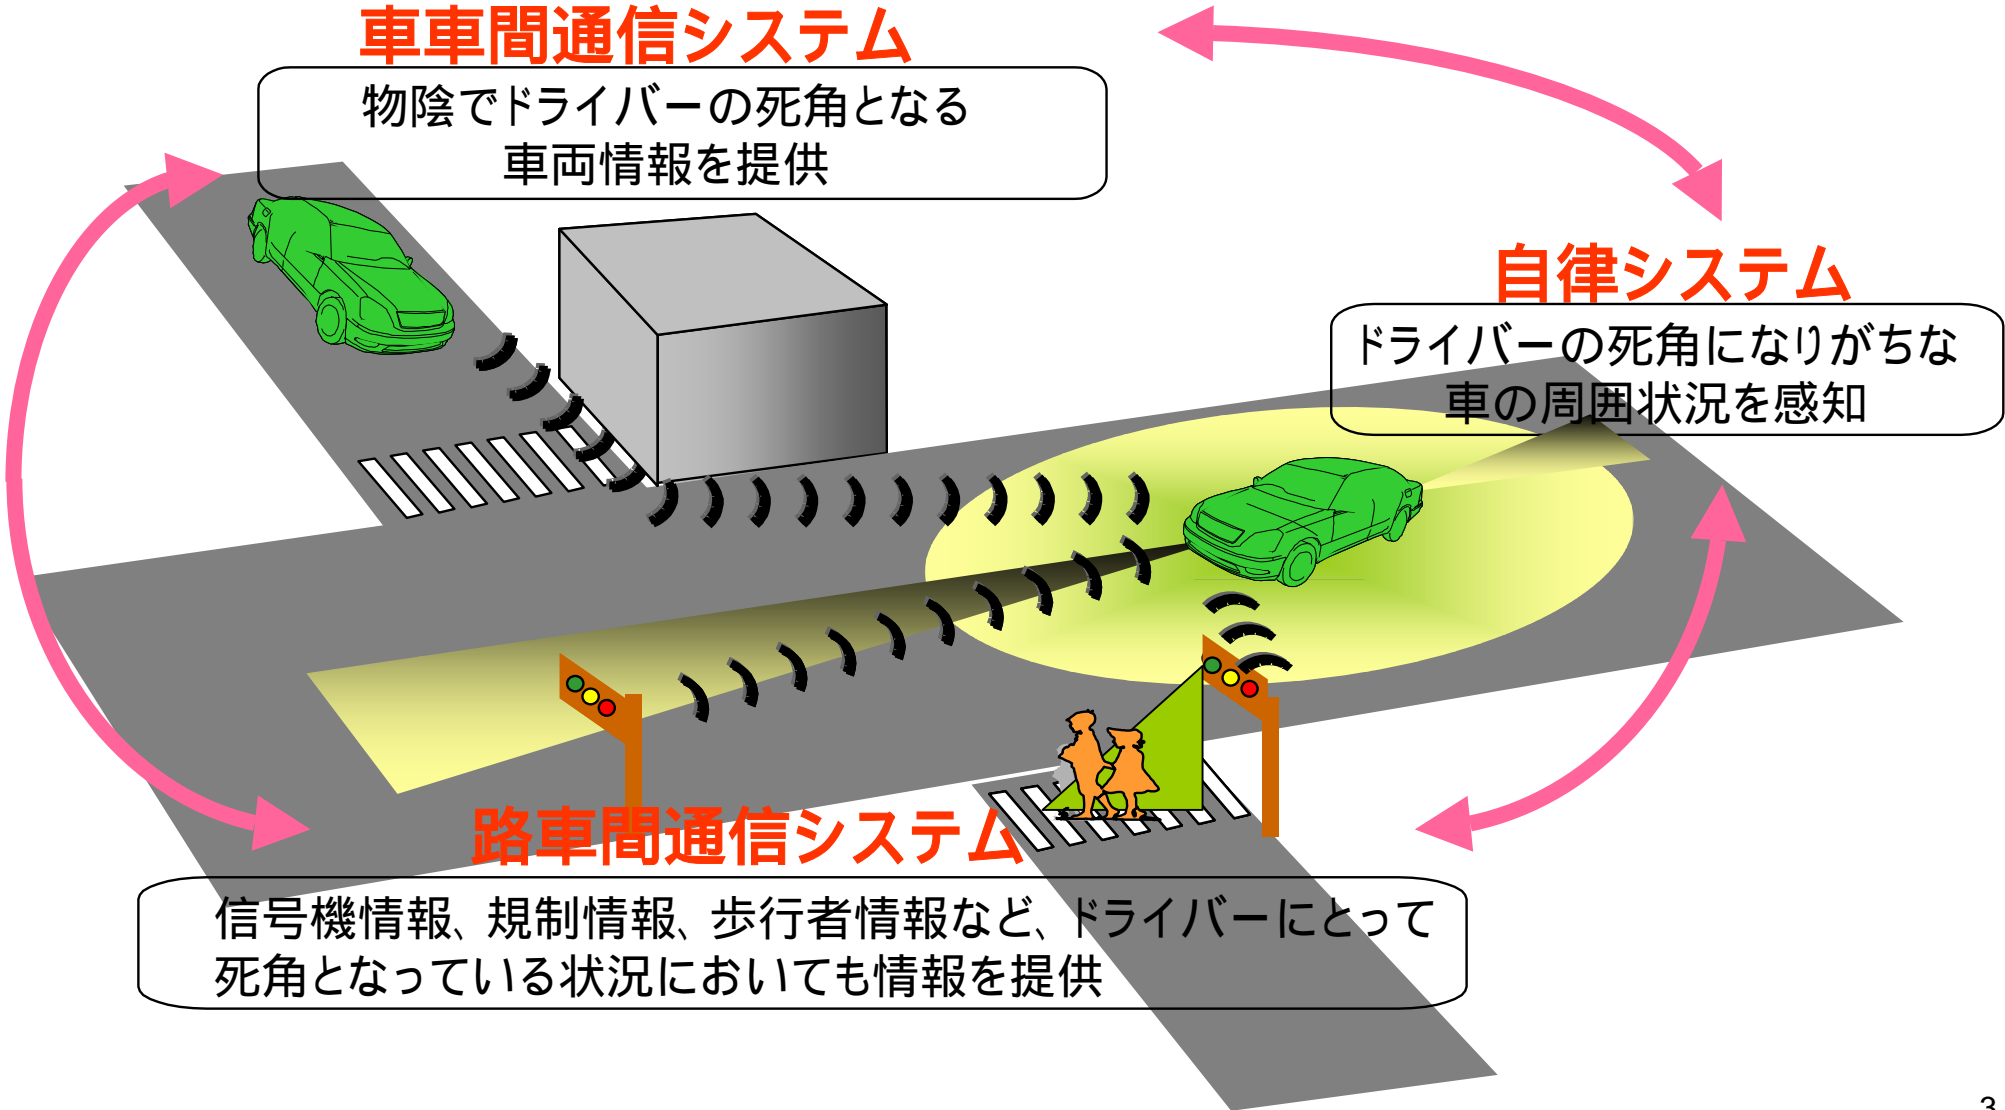 車車間通信システム
物陰でドライバーの死角となる
車両情報を提供
自律システム
ドライバーの死角になりがちな
車の周囲状況を感知
路車間通信システム
信号機情報、規制情報、歩行者情報など、ドライバーにとって
死角となっている状況においても情報を提供
3